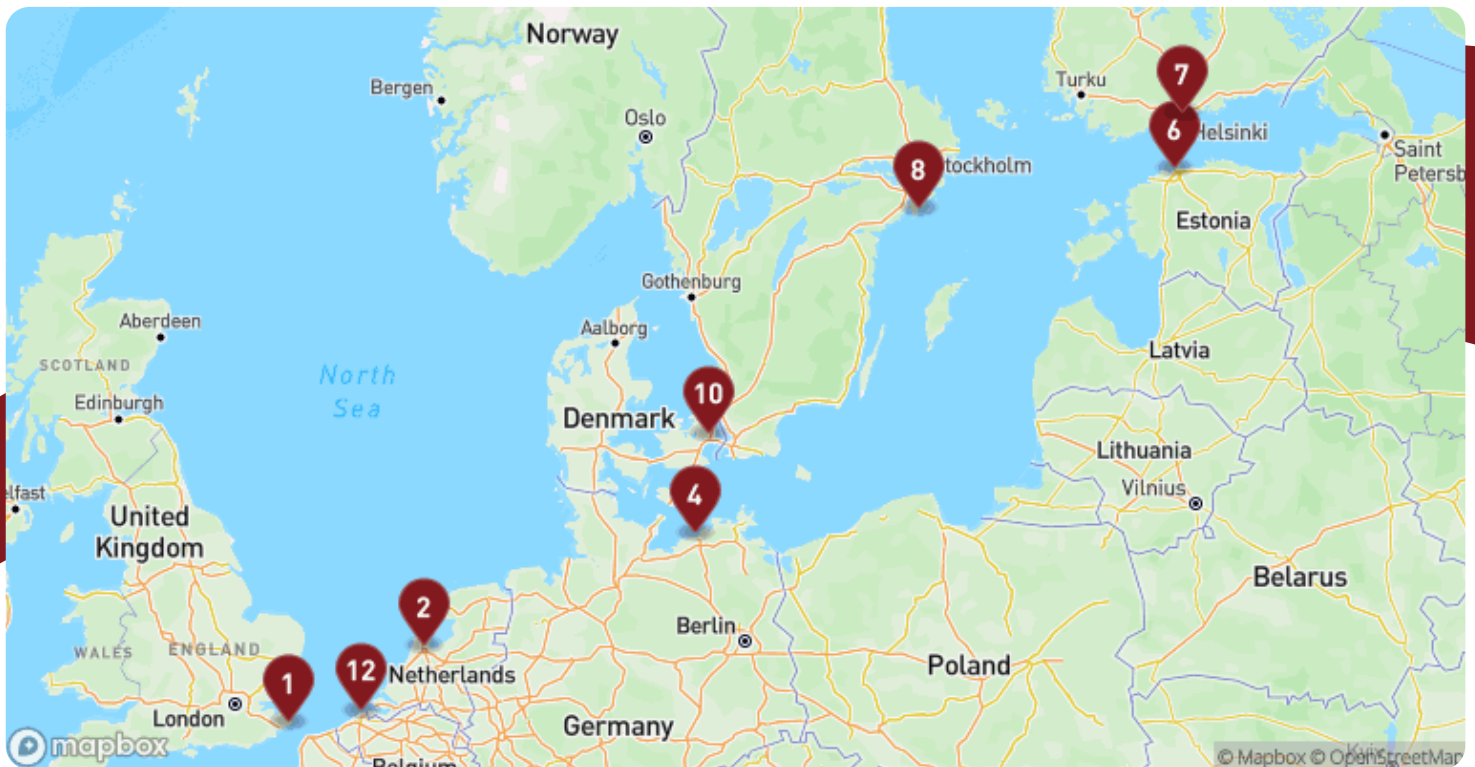 Norway
Bergen
Oslo
Turku
7
6
Helsinki
Saint
Petersb
8
tockholm
Estonia
Gothenburg
Aberdeen
Aalborg
SCOTLAND
Latvia
North
Sea
Edinburgh
10
Denmark
Lithuania
elfast
4
Vilnius
United
Kingdom
Belarus
2
Berlin
WALES
ENGLAND
12
Netherlands
Poland
1
London
Germany
mapbox
Belgium
© Mapbox © OpenStreetMap